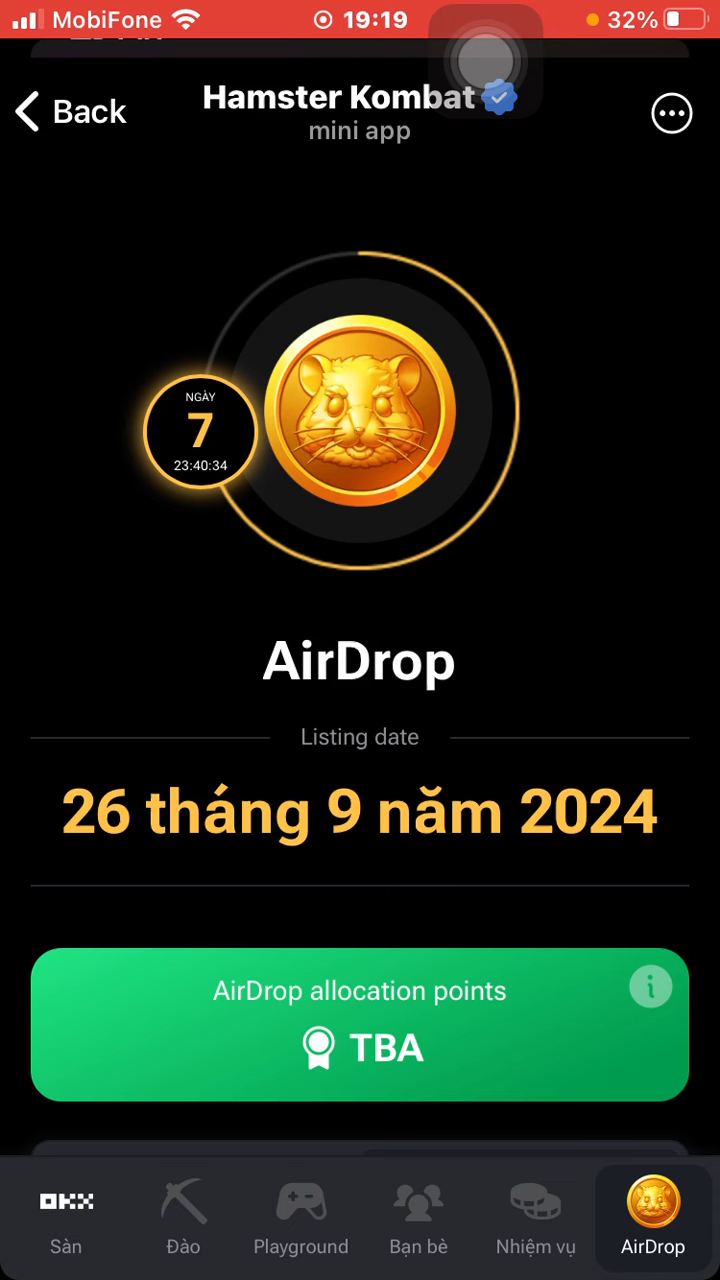 MobiFone 19:19 32%
Back
Hamster Kombat
mini app
NGÀY
7
23:40:34
AirDrop
Listing date
26 tháng 9 năm 2024
AirDrop allocation points
TBA
OKX
Sàn Đào Playground Bạn bè Nhiệm vụ AirDrop